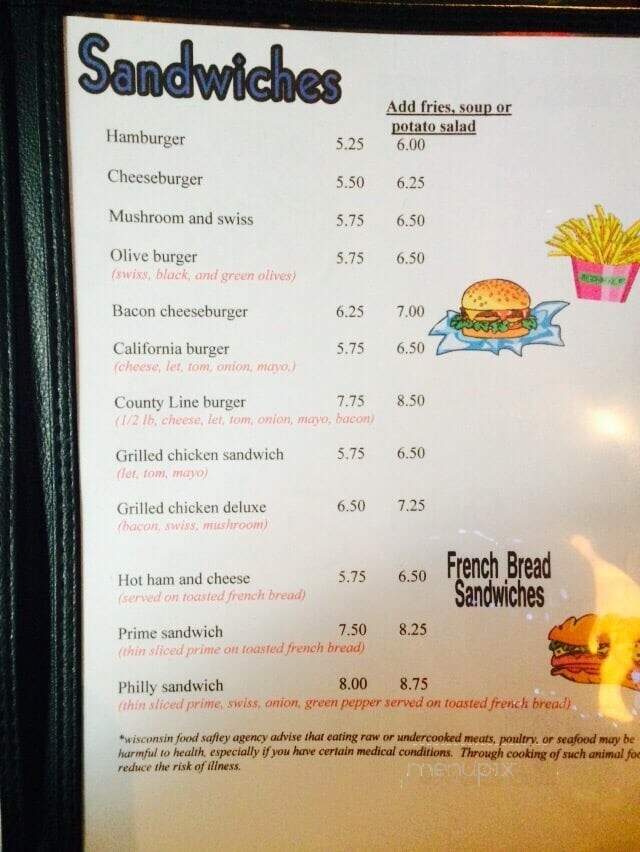 Sandwiches
Add fries, soup or
potato salad
Hamburger 5.25 6.00
Cheeseburger 5.50 6.25
Mushroom and swiss 5.75 6.50
Olive burger 5.75 6.50
(swiss, black, and green olives)
Bacon cheeseburger 6.25 7.00
California burger 5.75 6.50
(cheese, let, tom, onion, mayo,)
County Line burger 7.75 8.50
(1/2 lb, cheese, let, tom, onion, mayo, bacon)
Grilled chicken sandwich 5.75 6.50
(let, tom, mayo)
Grilled chicken deluxe 6.50 7.25
(bacon, swiss, mushroom)
French Bread
Sandwiches
Hot ham and cheese 5.75 6.50
(served on toasted french bread)
Prime sandwich 7.50 8.25
(thin sliced prime on toasted french bread)
Philly sandwich 8.00 8.75
(thin sliced prime, swiss, onion, green pepper served on toasted french bread)
*wisconsin food saftey agency advise that eating raw or undercooked meats, poultry, or seafood may be
harmful to health, especially if you have certain medical conditions. Through cooking of such animal
reduce the risk of illness.
menupix